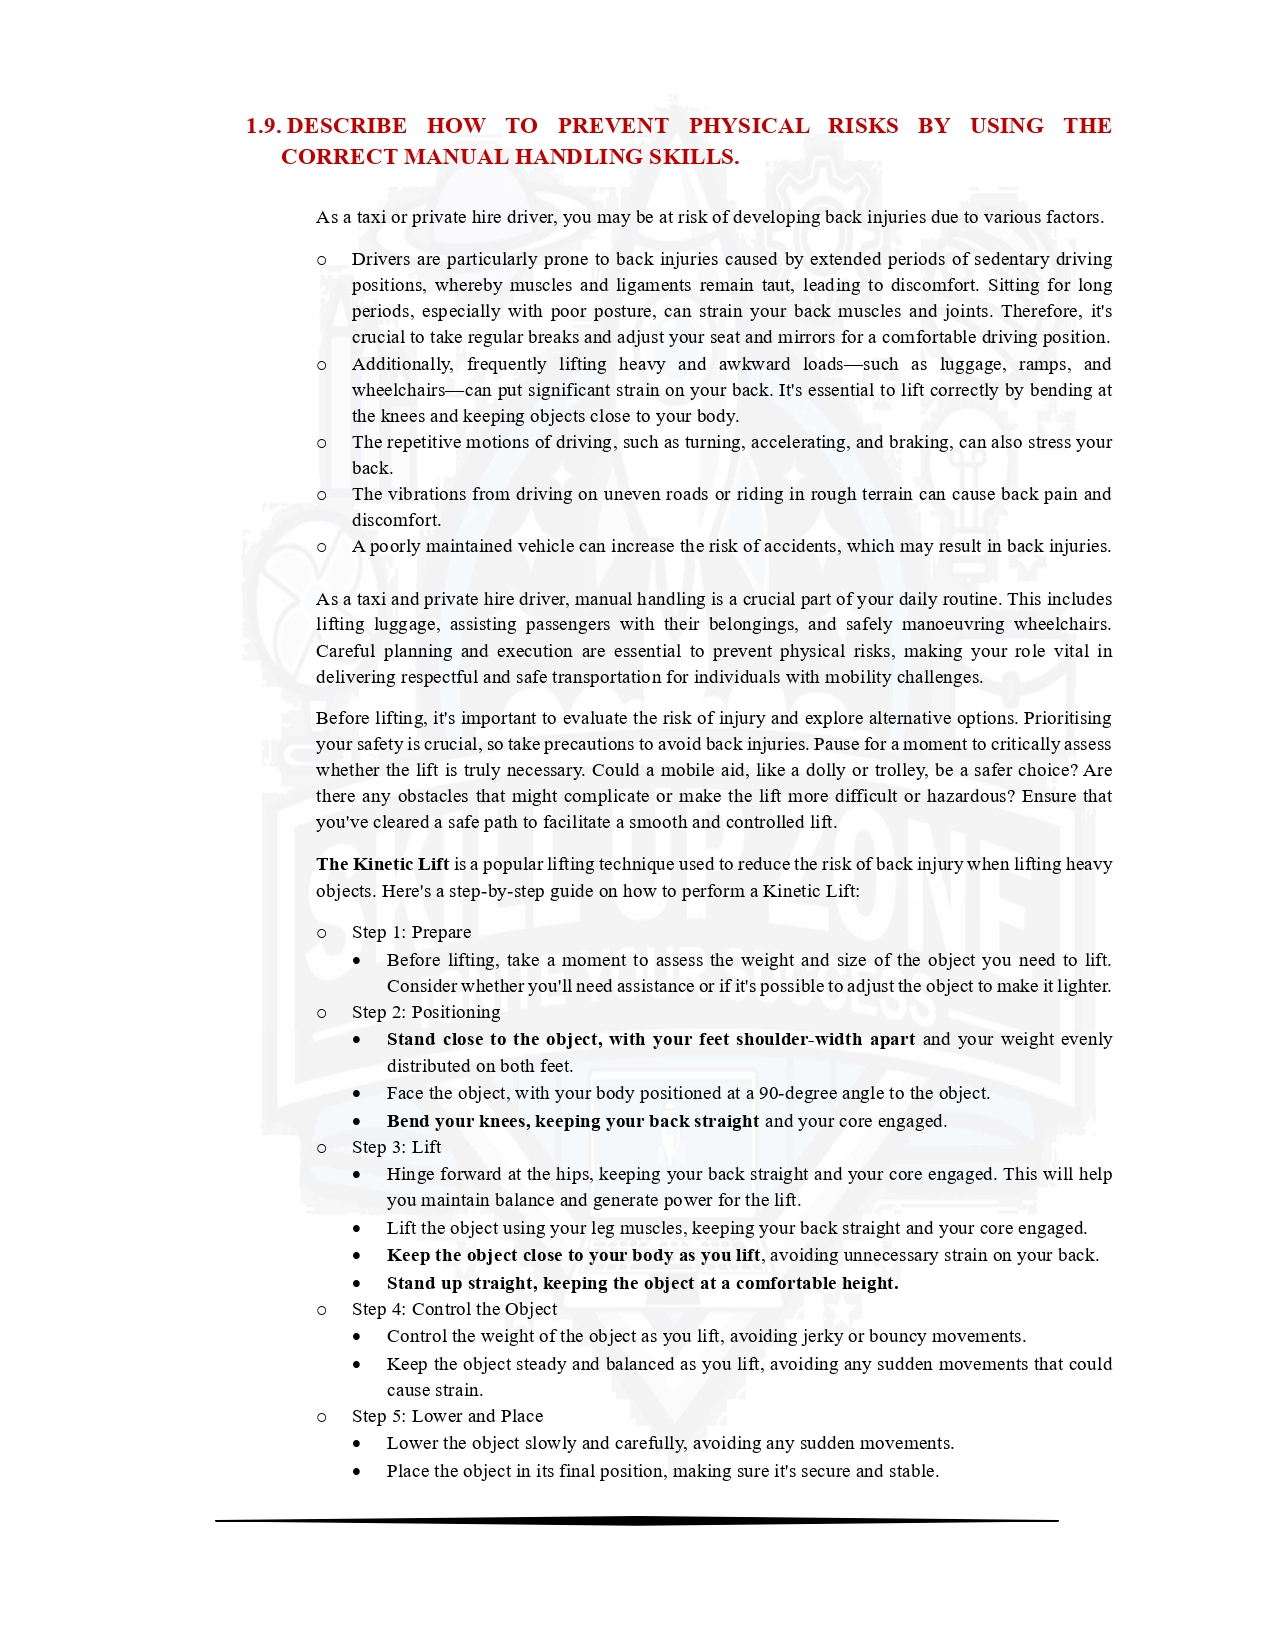 1.9. DESCRIBE HOW TO PREVENT PHYSICAL RISKS BY USING THE
CORRECT MANUAL HANDLING SKILLS.
As a taxi or private hire driver, you may be at risk of developing back injuries due to various factors.
o Drivers are particularly prone to back injuries caused by extended periods of sedentary driving
positions, whereby muscles and ligaments remain taut, leading to discomfort. Sitting for long
periods, especially with poor posture, can strain your back muscles and joints. Therefore, it's
crucial to take regular breaks and adjust your seat and mirrors for a comfortable driving position.
o Additionally, frequently lifting heavy and awkward loads—such as luggage, ramps, and
wheelchairs—can put significant strain on your back. It's essential to lift correctly by bending at
the knees and keeping objects close to your body.
o The repetitive motions of driving, such as turning, accelerating, and braking, can also stress your
back.
o The vibrations from driving on uneven roads or riding in rough terrain can cause back pain and
discomfort.
o A poorly maintained vehicle can increase the risk of accidents, which may result in back injuries.
As a taxi and private hire driver, manual handling is a crucial part of your daily routine. This includes
lifting luggage, assisting passengers with their belongings, and safely manoeuvring wheelchairs.
Careful planning and execution are essential to prevent physical risks, making your role vital in
delivering respectful and safe transportation for individuals with mobility challenges.
Before lifting, it's important to evaluate the risk of injury and explore alternative options. Prioritising
your safety is crucial, so take precautions to avoid back injuries. Pause for a moment to critically assess
whether the lift is truly necessary. Could a mobile aid, like a dolly or trolley, be a safer choice? Are
there any obstacles that might complicate or make the lift more difficult or hazardous? Ensure that
you've cleared a safe path to facilitate a smooth and controlled lift.
The Kinetic Lift is a popular lifting technique used to reduce the risk of back injury when lifting heavy
objects. Here's a step-by-step guide on how to perform a Kinetic Lift:
o Step 1: Prepare
• Before lifting, take a moment to assess the weight and size of the object you need to lift.
Consider whether you'll need assistance or if it's possible to adjust the object to make it lighter.
o Step 2: Positioning
• Stand close to the object, with your feet shoulder-width apart and your weight evenly
distributed on both feet.
• Face the object, with your body positioned at a 90-degree angle to the object.
• Bend your knees, keeping your back straight and your core engaged.
o Step 3: Lift
• Hinge forward at the hips, keeping your back straight and your core engaged. This will help
you maintain balance and generate power for the lift.
• Lift the object using your leg muscles, keeping your back straight and your core engaged.
• Keep the object close to your body as you lift, avoiding unnecessary strain on your back.
• Stand up straight, keeping the object at a comfortable height.
o Step 4: Control the Object
• Control the weight of the object as you lift, avoiding jerky or bouncy movements.
• Keep the object steady and balanced as you lift, avoiding any sudden movements that could
cause strain.
o Step 5: Lower and Place
• Lower the object slowly and carefully, avoiding any sudden movements.
• Place the object in its final position, making sure it's secure and stable.
SKILL UP ZONE
IGNITE YOUR SUCCESS